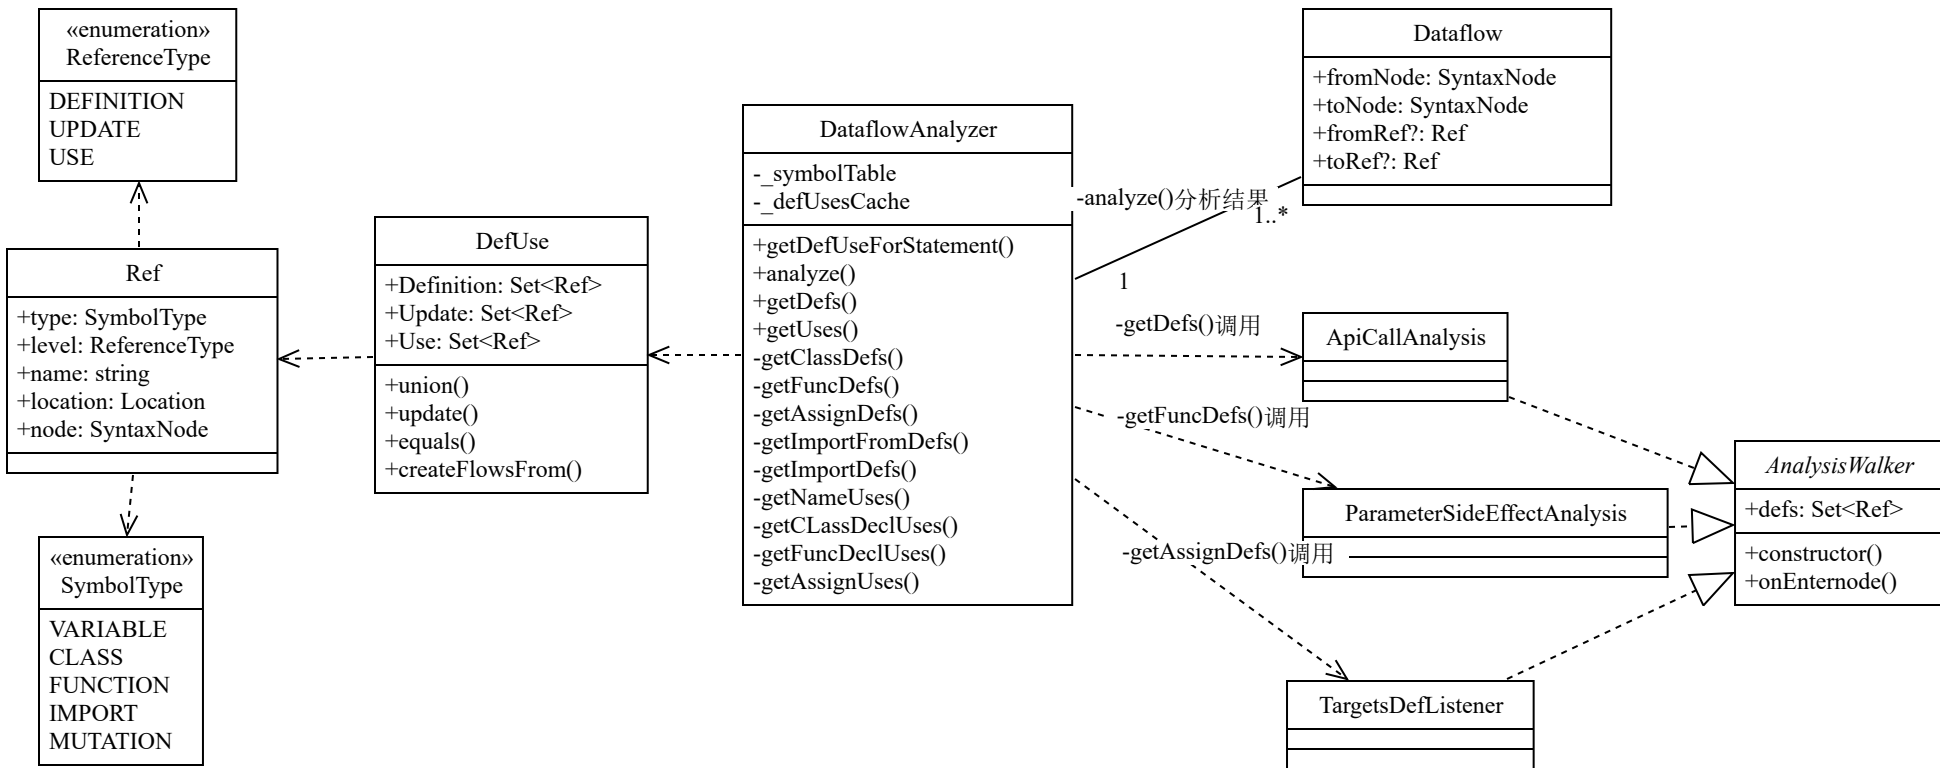 «enumeration»
ReferenceType
DEFINITION
UPDATE
USE
Ref
+type: SymbolType
+level: ReferenceType
+name: string
+location: Location
+node: SyntaxNode
«enumeration»
SymbolType
VARIABLE
CLASS
FUNCTION
IMPORT
MUTATION
DefUse
+Definition: Set<Ref>
+Update: Set<Ref>
+Use: Set<Ref>
+union()
+update()
+equals()
+createFlowsFrom()
DataflowAnalyzer
-_symbolTable
-_defUsesCache
+getDefUseForStatement()
+analyze()
+getDefs()
+getUses()
-getClassDefs()
-getFuncDefs()
-getAssignDefs()
-getImportFromDefs()
-getImportDefs()
-getNameUses()
-getCLassDeclUses()
-getFuncDeclUses()
-getAssignUses()
-analyze()分析结果
1..*
1
-getDefs()调用
-getFuncDefs()调用
-getAssignDefs()调用
Dataflow
+fromNode: SyntaxNode
+toNode: SyntaxNode
+fromRef?: Ref
+toRef?: Ref
ApiCallAnalysis
ParameterSideEffectAnalysis
TargetsDefListener
AnalysisWalker
+defs: Set<Ref>
+constructor()
+onEnternode()